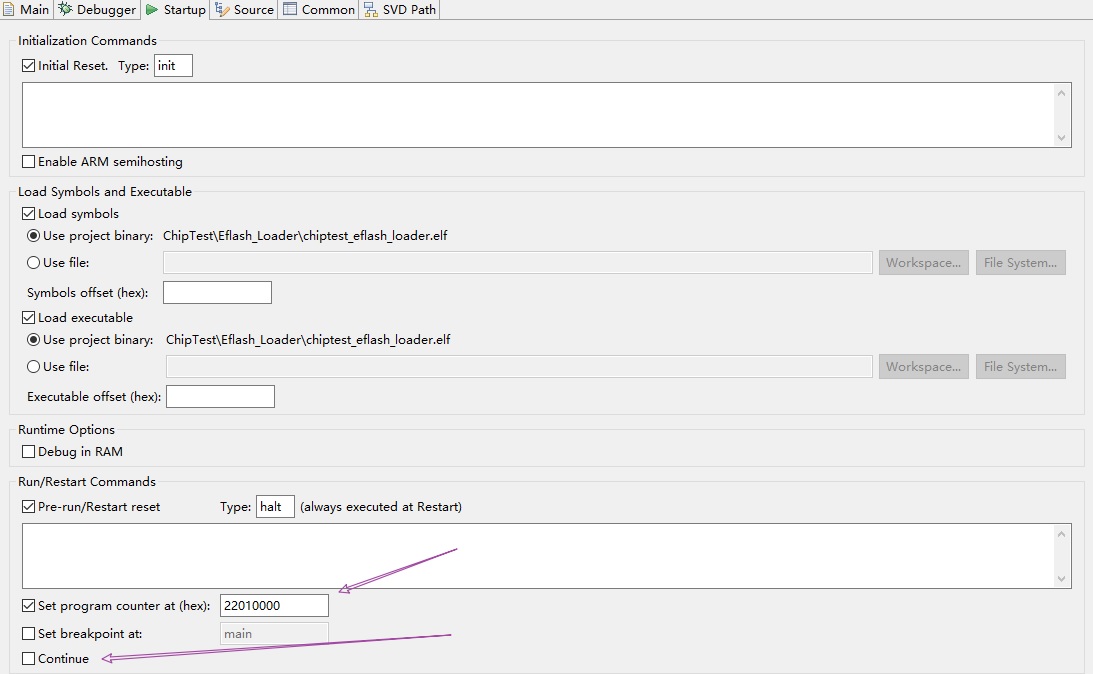 Main Debugger Startup Source Common SVD Path
Initialization Commands
Initial Reset. Type: init
Enable ARM semihosting
Load Symbols and Executable
Load symbols
Use project binary: ChipTest\Eflash_Loader\chiptest_eflash_loader.elf
Use file: Workspace... File System...
Symbols offset (hex):
Load executable
Use project binary: ChipTest\Eflash_Loader\chiptest_eflash_loader.elf
Use file: Workspace... File System...
Executable offset (hex):
Runtime Options
Debug in RAM
Run/Restart Commands
Pre-run/Restart reset Type: halt (always executed at Restart)
Set program counter at (hex): 22010000
Set breakpoint at: main
Continue